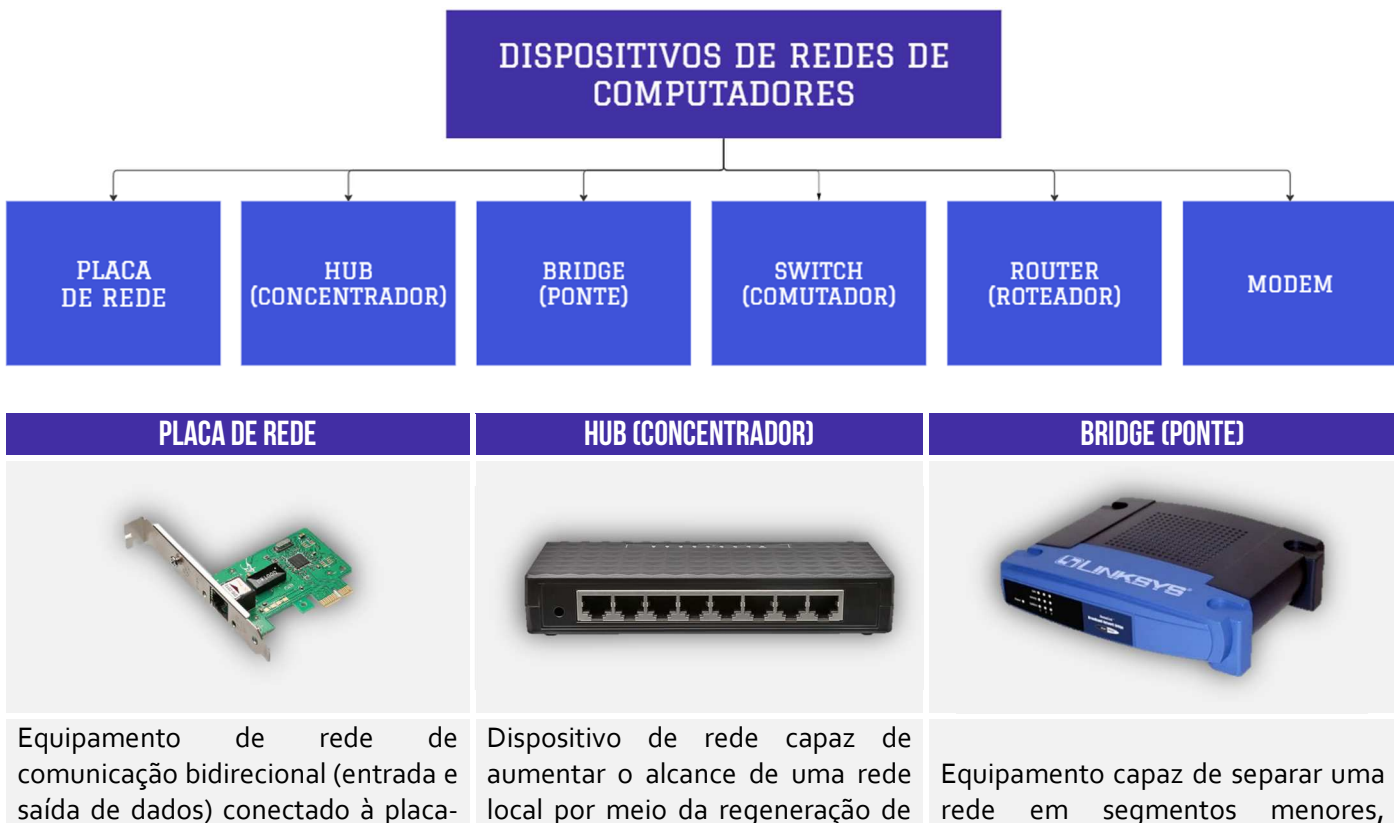 DISPOSITIVOS DE REDES DE
COMPUTADORES
PLACA
DE REDE
HUB
(CONCENTRADOR)
BRIDGE
(PONTE)
SWITCH
(COMUTADOR)
ROUTER
(ROTEADOR)
MODEM
PLACA DE REDE
HUB (CONCENTRADOR)
BRIDGE (PONTE)
LINKSYS
Equipamento de rede de
comunicação bidirecional (entrada e
saída de dados) conectado à placa-
Dispositivo de rede capaz de
aumentar o alcance de uma rede
local por meio da regeneração de
Equipamento capaz de separar uma
rede em segmentos menores,